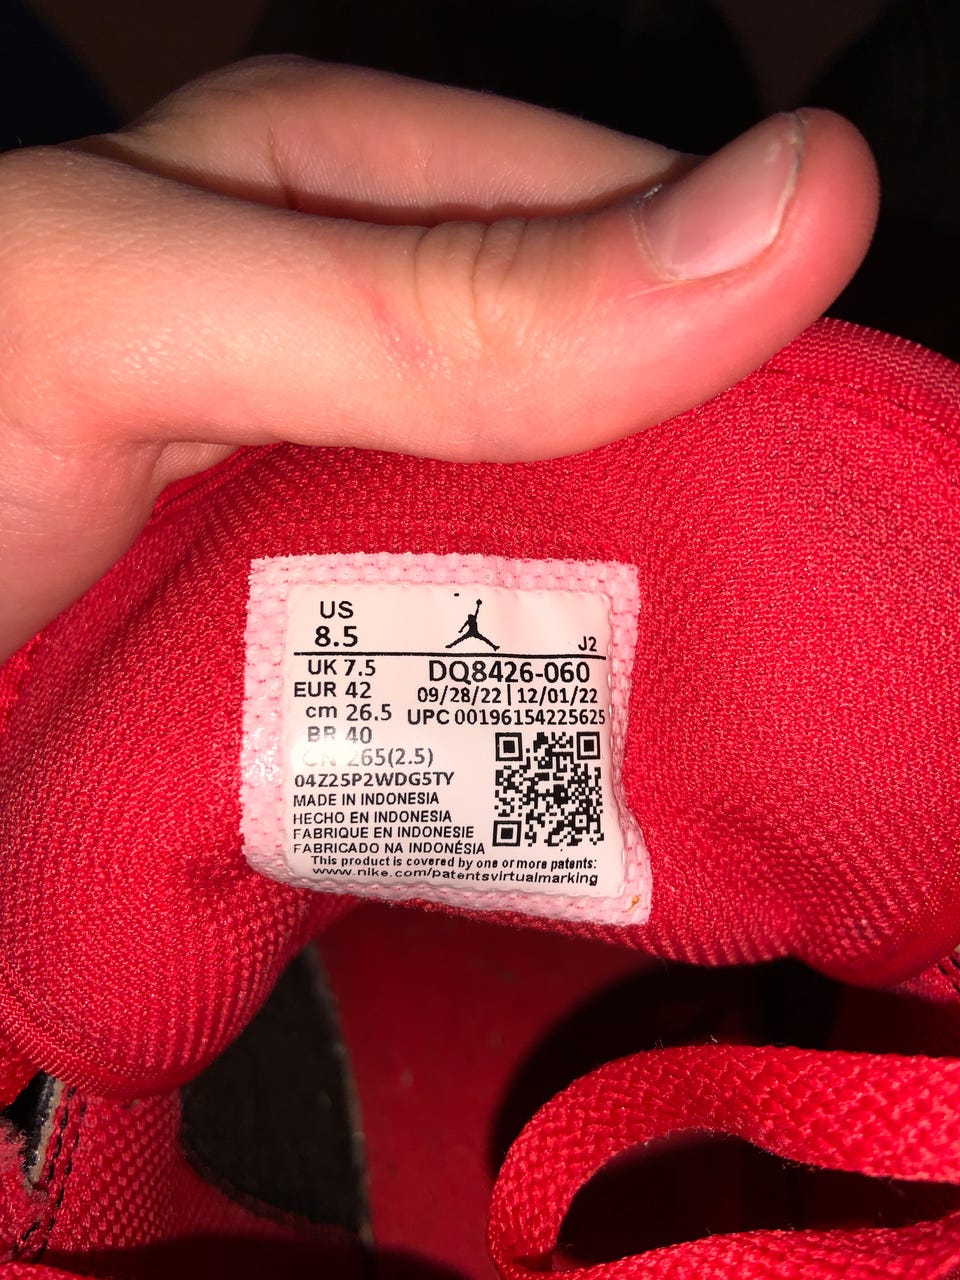 US
8.5
J2
UK 7.5
DQ8426-060
EUR 42
09/28/22 | 12/01/22
cm 26.5
UPC 00196154225625
BR 40
CN 265(2.5)
04Z25P2WDG5TY
MADE IN INDONESIA
HECHO EN INDONESIA
FABRIQUE EN INDONESIE
FABRICADO NA INDONÉSIA
This product is covered by one or more patents:
www.nike.com/patentsvirtualmarking